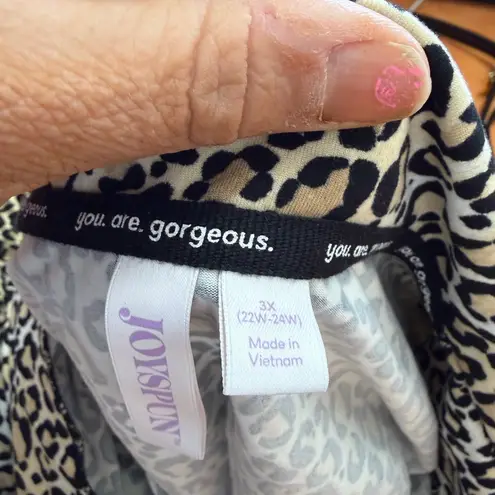 gorgeous.
you. are. gorgeous.
you. are.
JOYSPUN
3X
(22W-24W)
Made in
Vietnam